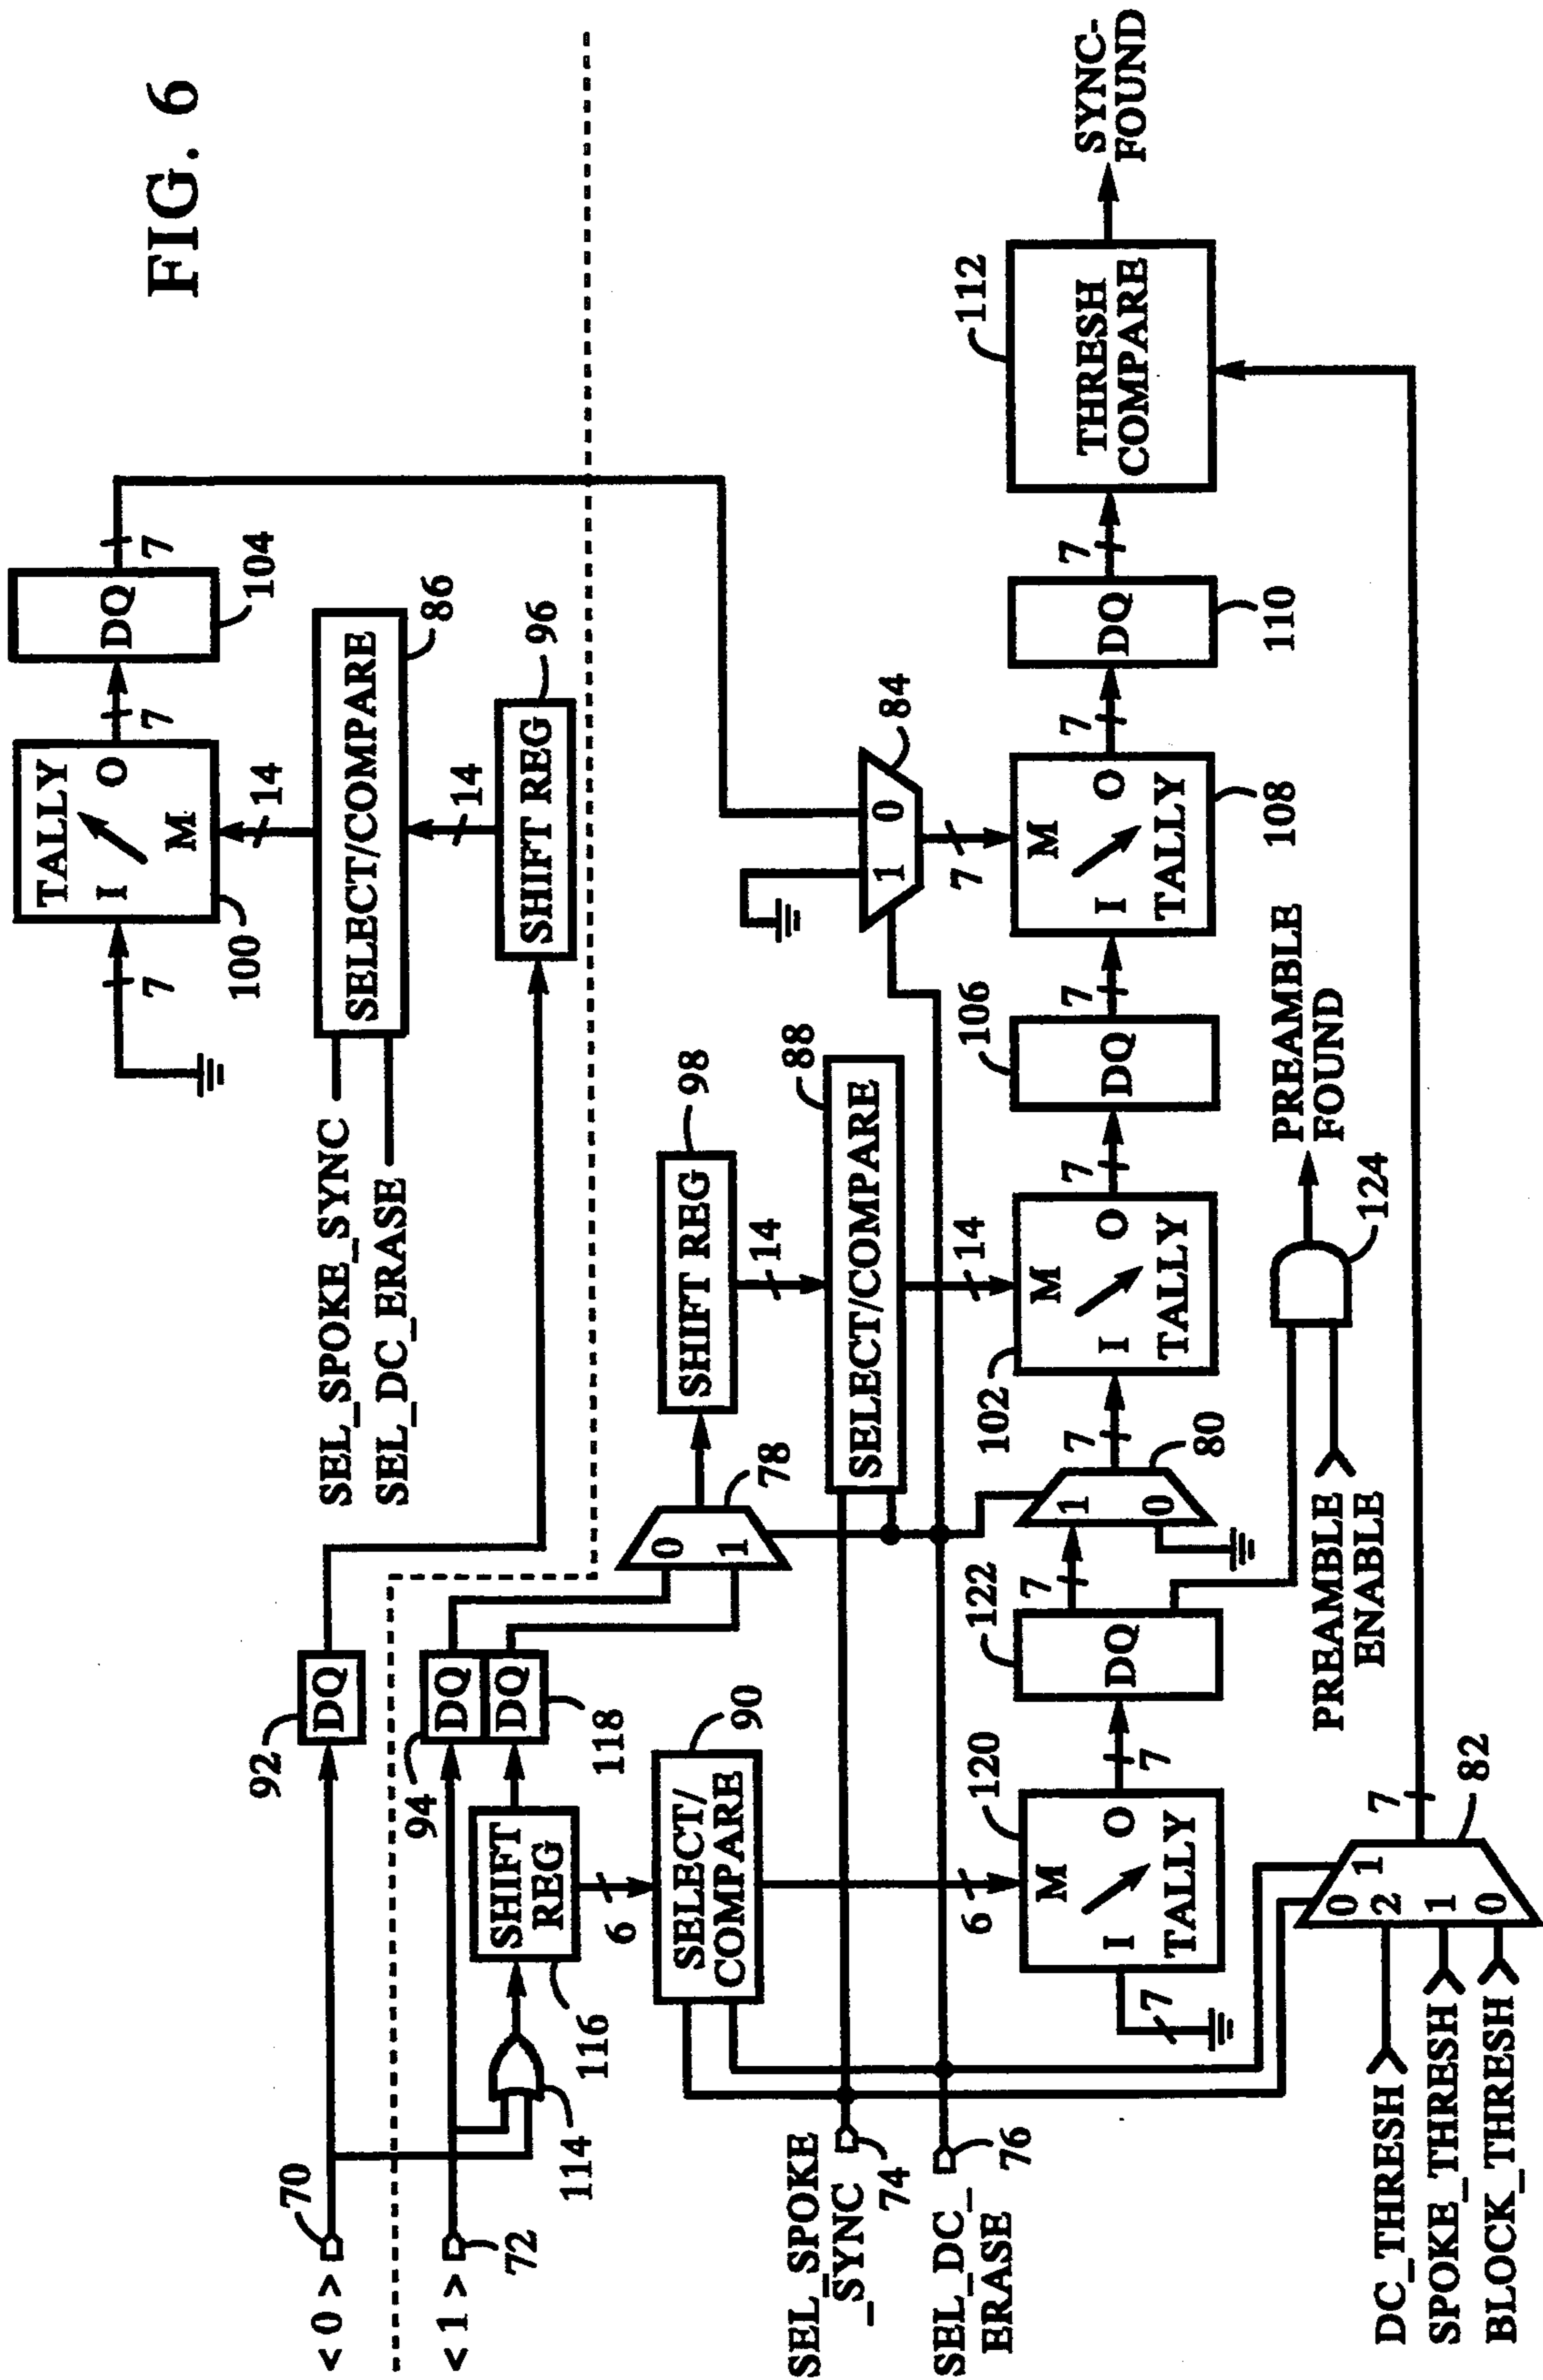 FIG. 6
< 0 >
70
92
DQ
SEL_SPOKE_SYNC
SEL_DC_ERASE
7
100
TALLY
I
O
M
14
SELECT/COMPARE
86
14
SHIFT REG
96
7
DQ
104
7
< 1 >
72
114
SHIFT
REG
116
94
DQ
DQ
118
0
1
78
SHIFT REG
98
14
SELECT/COMPARE
88
14
6
SELECT/
COMPARE
90
6
SEL_SPOKE
_SYNC
74
SEL_DC_
ERASE
76
7
M
I
O
TALLY
120
7
DQ
122
7
1
0
80
7
102
M
I
O
TALLY
7
106
DQ
7
1
0
84
7
M
I
O
TALLY
108
7
DQ
110
7
112
THRESH
COMPARE
SYNC-
FOUND
PREAMBLE
ENABLE
124
PREAMBLE
FOUND
DC_THRESH
SPOKE_THRESH
BLOCK_THRESH
0
1
2
1
0
7
82